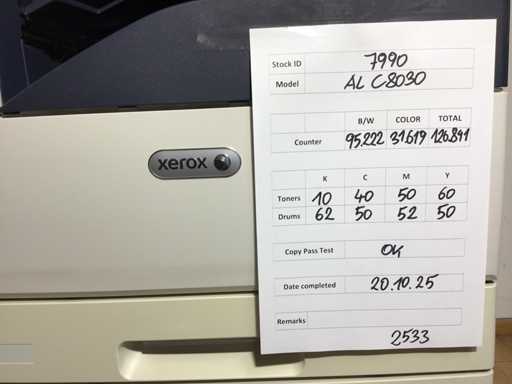 Stock ID 7990
Model AL C8030
B/W COLOR TOTAL
Counter 95.222 31.619 126.841
xerox
K C M Y
Toners 10 40 50 60
Drums 62 50 52 50
Copy Pass Test OK
Date completed 20.10.25
Remarks
2533